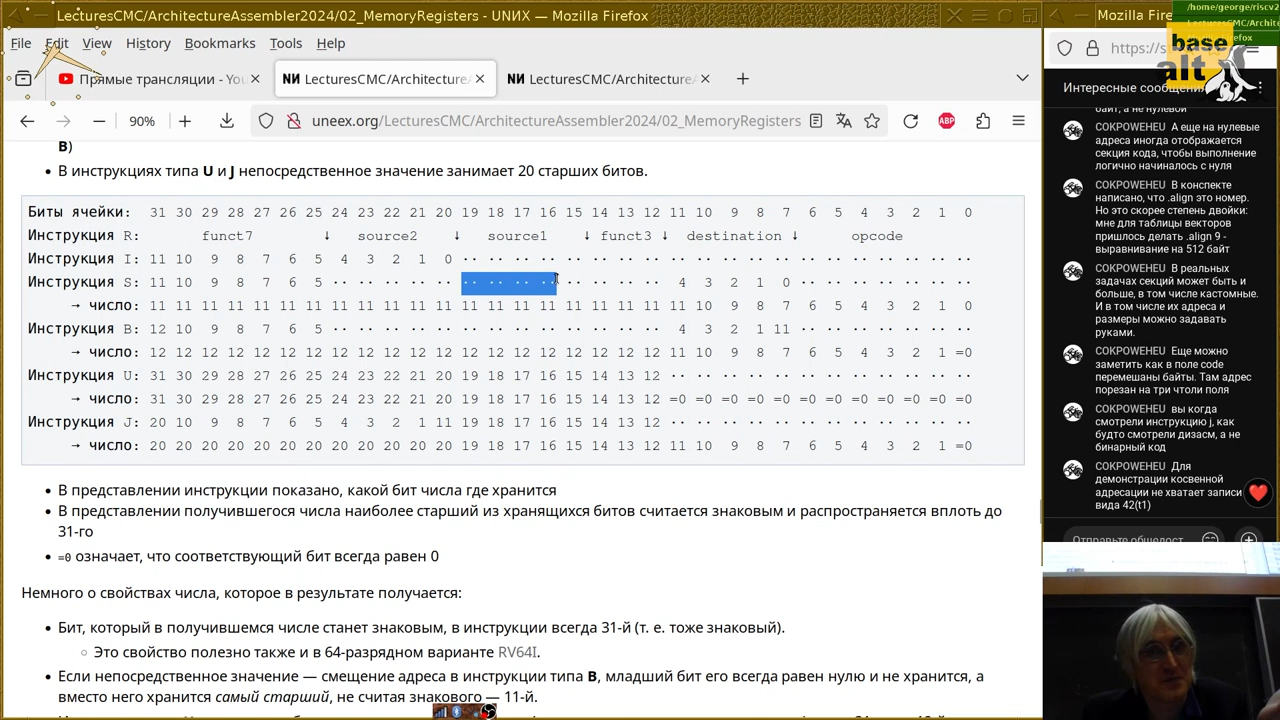 LecturesCMC/ArchitectureAssembler2024/02_MemoryRegisters - UNИX — Mozilla Firefox
File Edit View History Bookmarks Tools Help
Прямые трансляции - You
LecturesCMC/ArchitectureA
LecturesCMC/ArchitectureA
90%
uneex.org/LecturesCMC/ArchitectureAssembler2024/02_MemoryRegisters
В)
В инструкциях типа U и J непосредственное значение занимает 20 старших битов.
Биты ячейки: 31 30 29 28 27 26 25 24 23 22 21 20 19 18 17 16 15 14 13 12 11 10 9 8 7 6 5 4 3 2 1 0
Инструкция R: funct7 ↓ source2 ↓ source1 ↓ funct3 ↓ destination ↓ opcode
Инструкция I: 11 10 9 8 7 6 5 4 3 2 1 0 ·· ·· ·· ·· ·· ·· ·· ·· ·· ·· ·· ·· ·· ·· ·· ·· ·· ·· ·· ··
Инструкция S: 11 10 9 8 7 6 5 ·· ·· ·· ·· ·· ·· ·· ·· ·· ·· ·· ·· ·· 4 3 2 1 0 ·· ·· ·· ·· ·· ·· ··
→ число: 11 11 11 11 11 11 11 11 11 11 11 11 11 11 11 11 11 11 11 11 11 10 9 8 7 6 5 4 3 2 1 0
Инструкция B: 12 10 9 8 7 6 5 ·· ·· ·· ·· ·· ·· ·· ·· ·· ·· ·· ·· ·· 4 3 2 1 11 ·· ·· ·· ·· ·· ·· ··
→ число: 12 12 12 12 12 12 12 12 12 12 12 12 12 12 12 12 12 12 12 12 11 10 9 8 7 6 5 4 3 2 1 =0
Инструкция U: 31 30 29 28 27 26 25 24 23 22 21 20 19 18 17 16 15 14 13 12 ·· ·· ·· ·· ·· ·· ·· ·· ·· ·· ·· ··
→ число: 31 30 29 28 27 26 25 24 23 22 21 20 19 18 17 16 15 14 13 12 =0 =0 =0 =0 =0 =0 =0 =0 =0 =0 =0 =0
Инструкция J: 20 10 9 8 7 6 5 4 3 2 1 11 19 18 17 16 15 14 13 12 ·· ·· ·· ·· ·· ·· ·· ·· ·· ·· ·· ··
→ число: 20 20 20 20 20 20 20 20 20 20 20 20 19 18 17 16 15 14 13 12 11 10 9 8 7 6 5 4 3 2 1 =0
В представлении инструкции показано, какой бит числа где хранится
В представлении получившегося числа наиболее старший из хранящихся битов считается знаковым и распространяется вплоть до
31-го
=0 означает, что соответствующий бит всегда равен 0
Немного о свойствах числа, которое в результате получается:
Бит, который в получившемся числе станет знаковым, в инструкции всегда 31-й (т. е. тоже знаковый).
Это свойство полезно также и в 64-разрядном варианте RV64I.
Если непосредственное значение — смещение адреса в инструкции типа B, младший бит его всегда равен нулю и не хранится, а
вместо него хранится самый старший, не считая знакового — 11-й.
Mozilla Fire
/home/george/riscv2
LecturesCMC/Archite
Mozilla Firefox
base
alt
https://s
Интересные сообщения
байт, а не нулевой
COKPOWEHEU А еще на нулевые
адреса иногда отображается
секция кода, чтобы выполнение
логично начиналось с нуля
COKPOWEHEU В конспекте
написано, что .align это номер.
Но это скорее степень двойки:
мне для таблицы векторов
пришлось делать .align 9 -
выравнивание на 512 байт
COKPOWEHEU В реальных
задачах секций может быть и
больше, в том числе кастомные.
И в том числе их адреса и
размеры можно задавать
руками.
COKPOWEHEU Еще можно
заметить как в поле code
перемешаны байты. Там адрес
порезан на три чтоли поля
COKPOWEHEU вы когда
смотрели инструкцию j, как
будто смотрели дизасм, а не
бинарный код
COKPOWEHEU Для
демонстрации косвенной
адресации не хватает записи
вида 42(t1)
Отправьте общедост